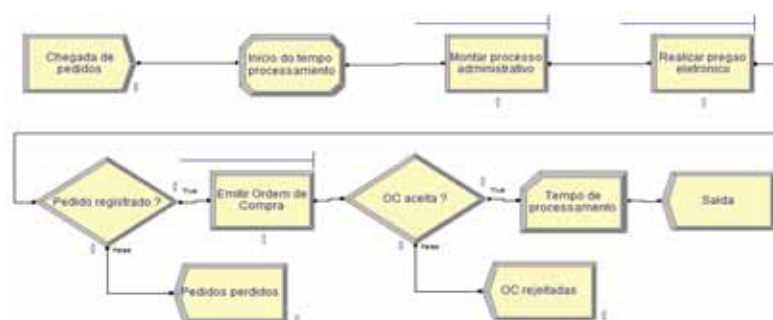 Chegada de
pedidos
Inicio do tempo
processamento
Montar processo
administrativo
Realizar pregao
eletronico
Pedido registrado ?
True
Emitir Ordem de
Compra
OC aceita ?
True
Tempo de
processamento
Saida
False
Pedidos perdidos
False
OC rejeitadas